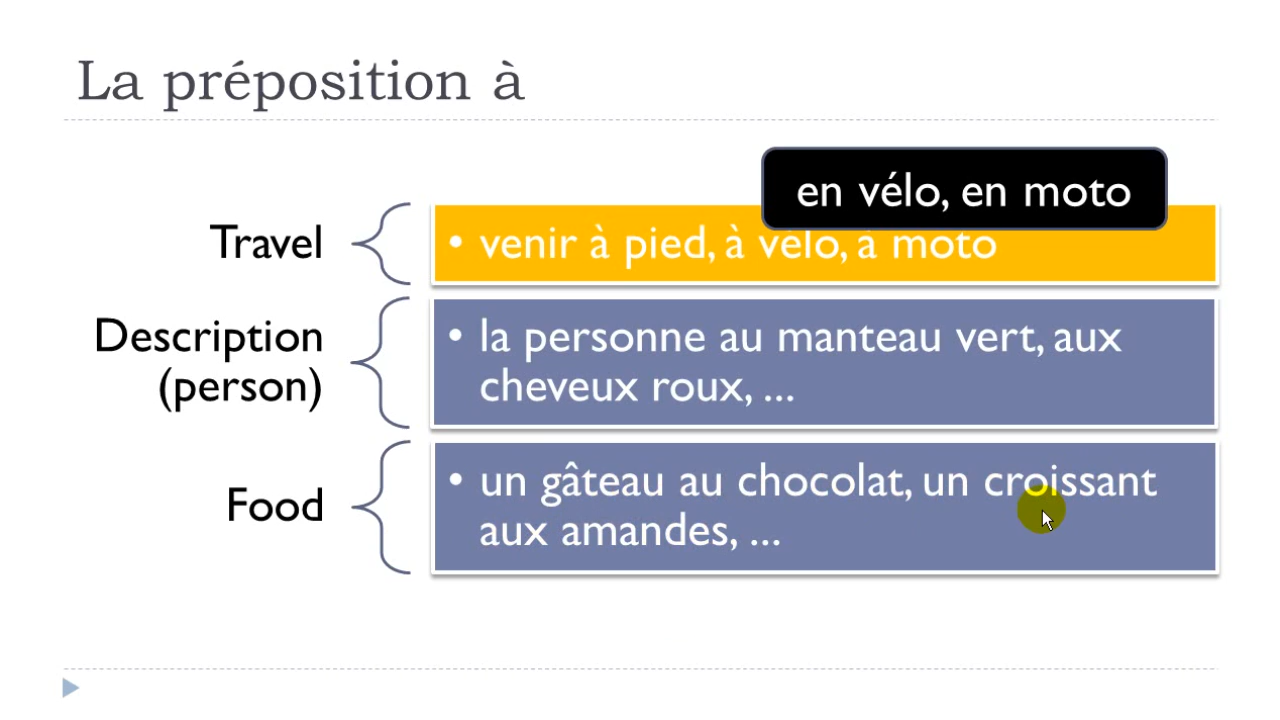 La préposition à
en vélo, en moto
Travel
• venir à pied, à vélo, à moto
Description
(person)
• la personne au manteau vert, aux
cheveux roux, ...
Food
• un gâteau au chocolat, un croissant
aux amandes, ...